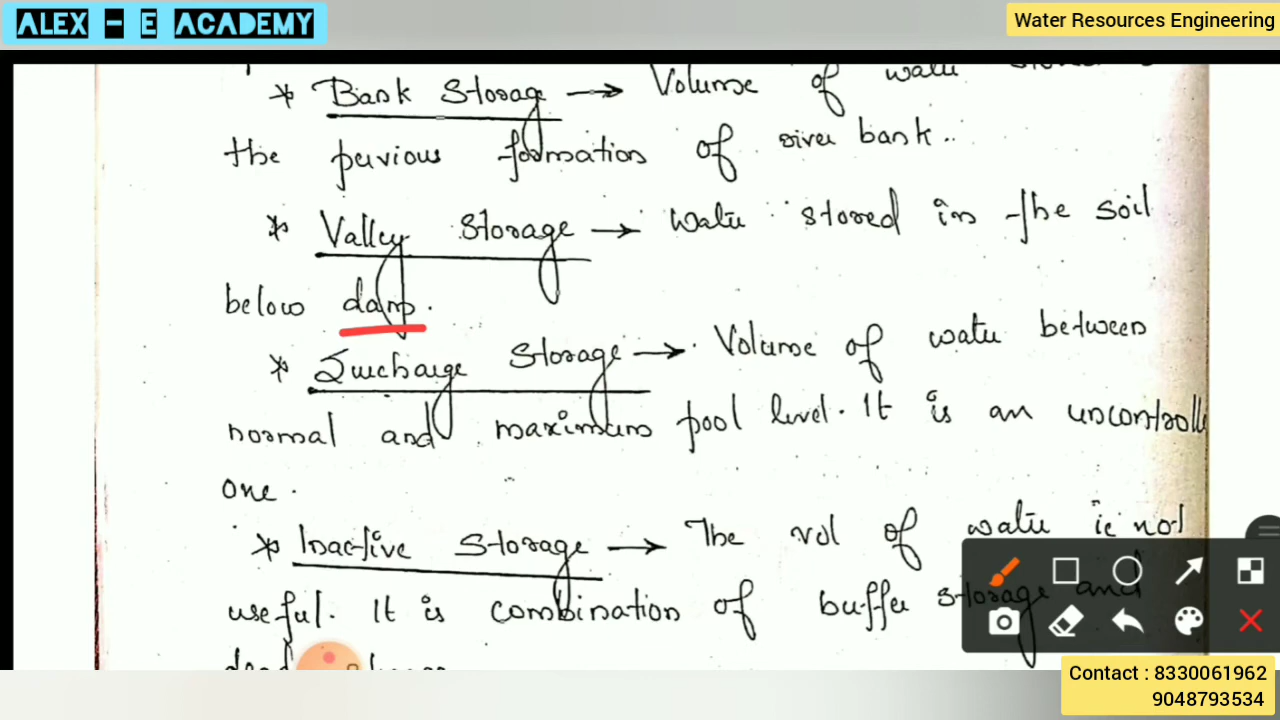 ALEX - E ACADEMY
Water Resources Engineering
* Bank Storage → Volume of water
the pervious formation of river bank..
* Valley Storage → Water stored in the soil
below dam.
* Surcharge Storage → Volume of water between
normal and maximum pool level. It is an uncontroll
one.
* Inactive Storage → The vol of water is not
useful. It is combination of buffer storage and
Contact : 8330061962
9048793534